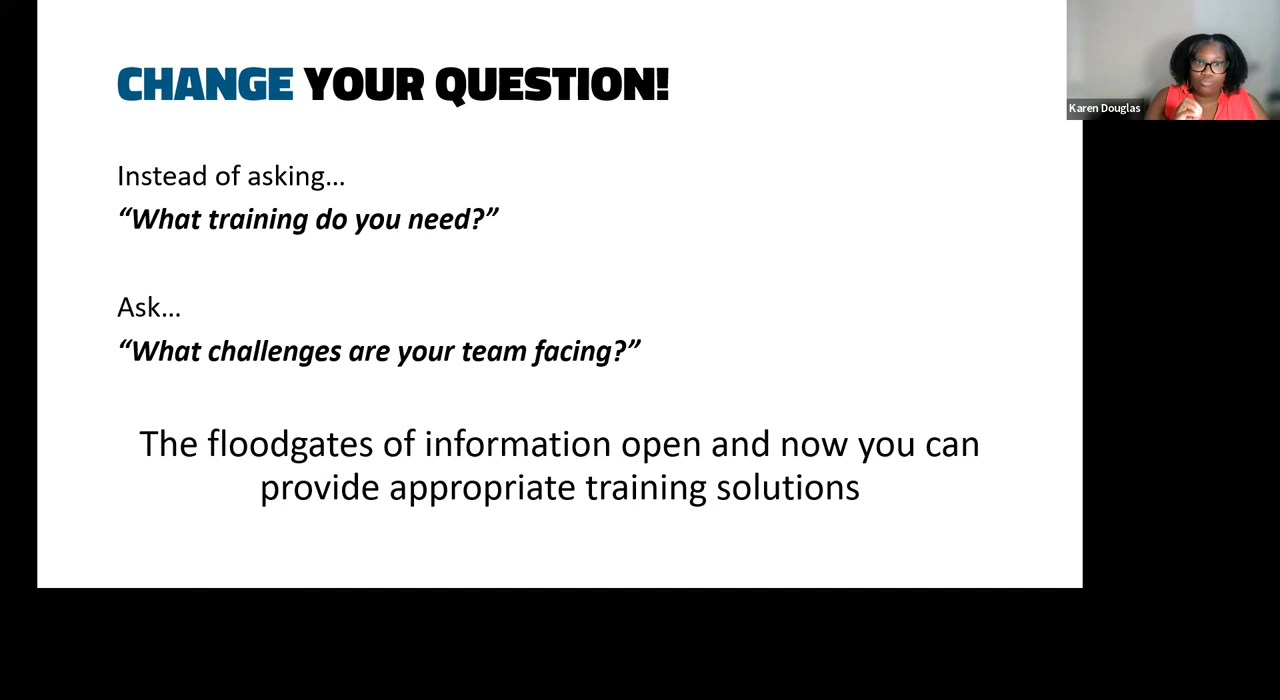 CHANGE YOUR QUESTION!
Karen Douglas
Instead of asking…
“What training do you need?”
Ask…
“What challenges are your team facing?”
The floodgates of information open and now you can
provide appropriate training solutions